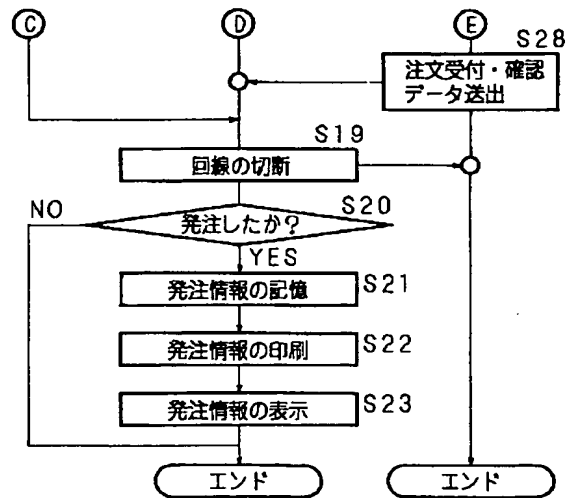 C
D
E
S28
注文受付・確認
データ送出
S19
回線の切断
NO
S20
発注したか?
YES
発注情報の記憶
S21
発注情報の印刷
S22
発注情報の表示
S23
エンド
エンド